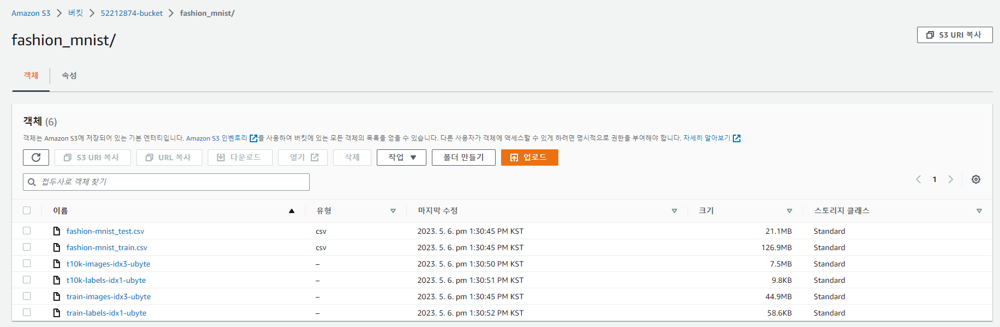 Amazon S3 > 버킷 > 52212874-bucket > fashion_mnist/
fashion_mnist/
S3 URI 복사
객체 속성
객체 (6)
객체는 Amazon S3에 저장되어 있는 기본 엔터티입니다. Amazon S3 인벤토리를 사용하여 버킷에 있는 모든 객체의 목록을 얻을 수 있습니다. 다른 사용자가 객체에 액세스할 수 있게 하려면 명시적으로 권한을 부여해야 합니다. 자세히 알아보기
S3 URI 복사 URL 복사 다운로드 열기 삭제 작업 ▼ 폴더 만들기 업로드
접두사로 객체 찾기
< 1 >
이름 유형 마지막 수정 크기 스토리지 클래스
fashion-mnist_test.csv csv 2023. 5. 6. pm 1:30:45 PM KST 21.1MB Standard
fashion-mnist_train.csv csv 2023. 5. 6. pm 1:30:45 PM KST 126.9MB Standard
t10k-images-idx3-ubyte – 2023. 5. 6. pm 1:30:50 PM KST 7.5MB Standard
t10k-labels-idx1-ubyte – 2023. 5. 6. pm 1:30:51 PM KST 9.8KB Standard
train-images-idx3-ubyte – 2023. 5. 6. pm 1:30:45 PM KST 44.9MB Standard
train-labels-idx1-ubyte – 2023. 5. 6. pm 1:30:52 PM KST 58.6KB Standard